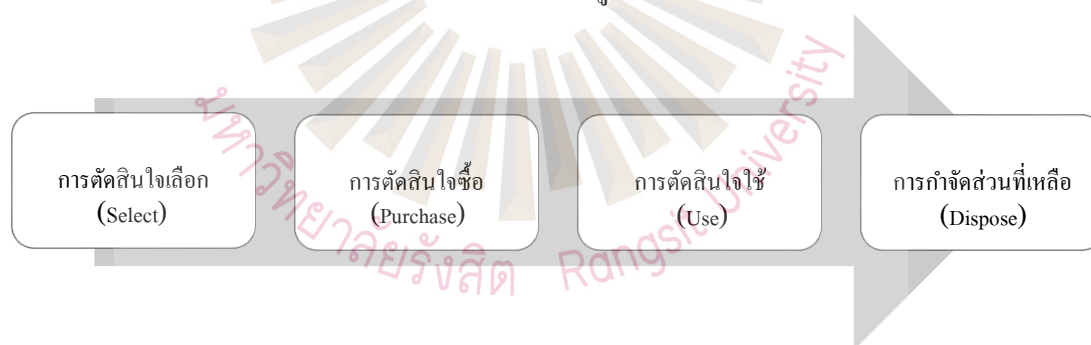 การตัดสินใจเลือก
(Select)
การตัดสินใจซื้อ
(Purchase)
การตัดสินใจใช้
(Use)
การกำจัดส่วนที่เหลือ
(Dispose)
มหาวิทยาลัยรังสิต Rangsit University